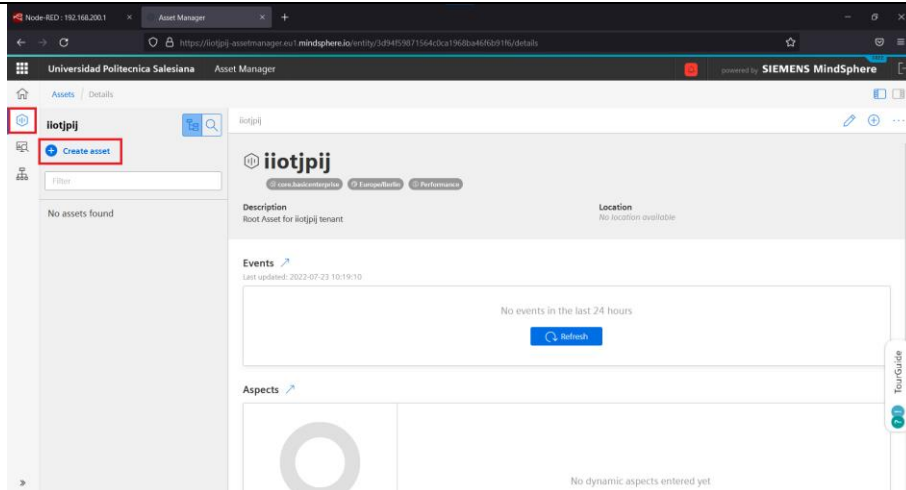 Node-RED : 192.168.200.1
Asset Manager
https://iiotjpij-assetmanager.eu1.mindsphere.io/entity/3d94f59871564c0ca1968ba46f6b91f6/details
Universidad Politecnica Salesiana
Asset Manager
powered by SIEMENS MindSphere
Assets / Details
iiotjpij
Create asset
Filter
No assets found
iiotjpij
iiotjpij
core.basicenterprise
Europe/Berlin
Performance
Description
Root Asset for iiotjpij tenant
Location
No location available
Events
Last updated: 2022-07-23 10:19:10
No events in the last 24 hours
Refresh
Aspects
No dynamic aspects entered yet
TourGuide